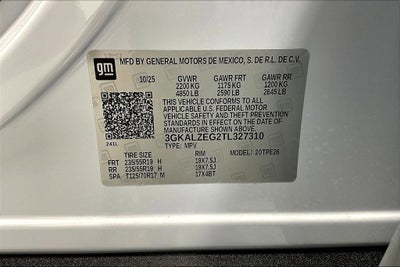 gm
MFD BY GENERAL MOTORS DE MEXICO, S. DE R.L. DE C.V.
10/25 GVWR GAWR FRT GAWR RR
2200 KG 1175 KG 1200 KG
4850 LB 2590 LB 2645 LB
THIS VEHICLE CONFORMS TO ALL
APPLICABLE U.S. FEDERAL MOTOR
VEHICLE SAFETY AND THEFT
PREVENTION STANDARDS IN EFFECT
ON THE DATE OF MANUFACTURE
SHOWN ABOVE.
3GKALZEG2TL327310
TYPE: MPV MODEL: 20TPE26
241L
TIRE SIZE RIM
FRT 235/55R19 H 19X7.5J
RR 235/55R19 H 19X7.5J
SPA T125/70R17 M 17X4BT